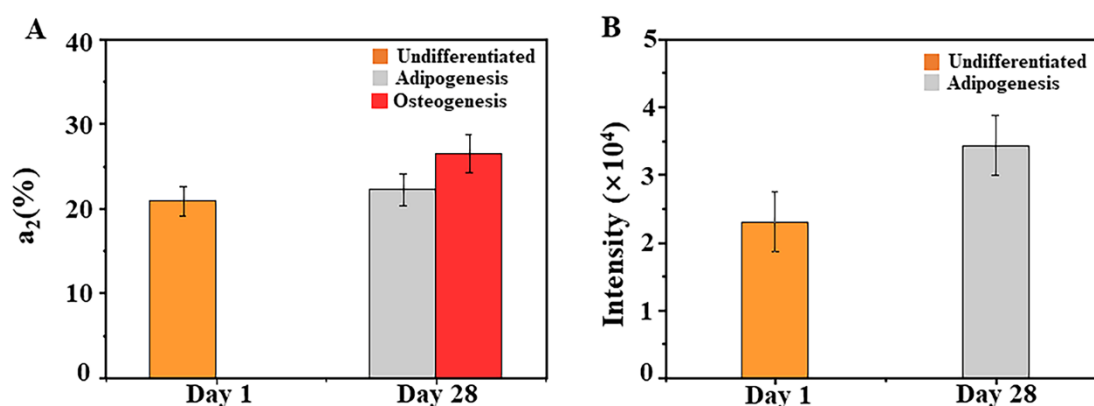 A
40
30
20
10
0
a₂(%)
Undifferentiated
Adipogenesis
Osteogenesis
Day 1
Day 28
B
5
4
3
2
1
0
Intensity (×10⁴)
Undifferentiated
Adipogenesis
Day 1
Day 28